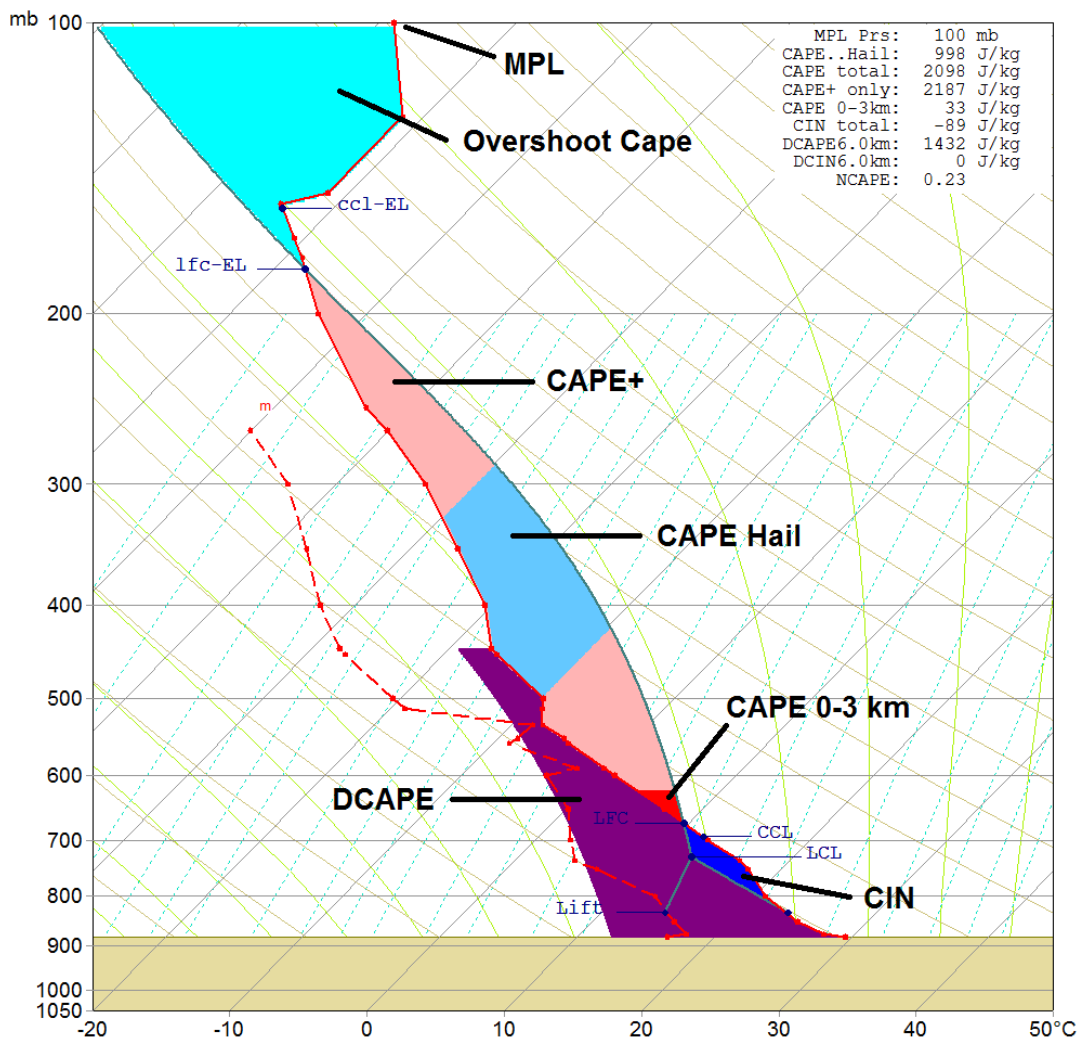 mb
100
MPL Prs: 100 mb
CAPE..Hail: 998 J/kg
CAPE total: 2098 J/kg
CAPE+ only: 2187 J/kg
CAPE 0-3km: 33 J/kg
CIN total: -89 J/kg
DCAPE6.0km: 1432 J/kg
DCIN6.0km: 0 J/kg
NCAPE: 0.23
MPL
Overshoot Cape
ccl-EL
lfc-EL
200
CAPE+
m
300
CAPE Hail
400
500
CAPE 0-3 km
600
DCAPE
LFC
CCL
700
LCL
800
CIN
Lift
900
1000
1050
-20 -10 0 10 20 30 40 50°C